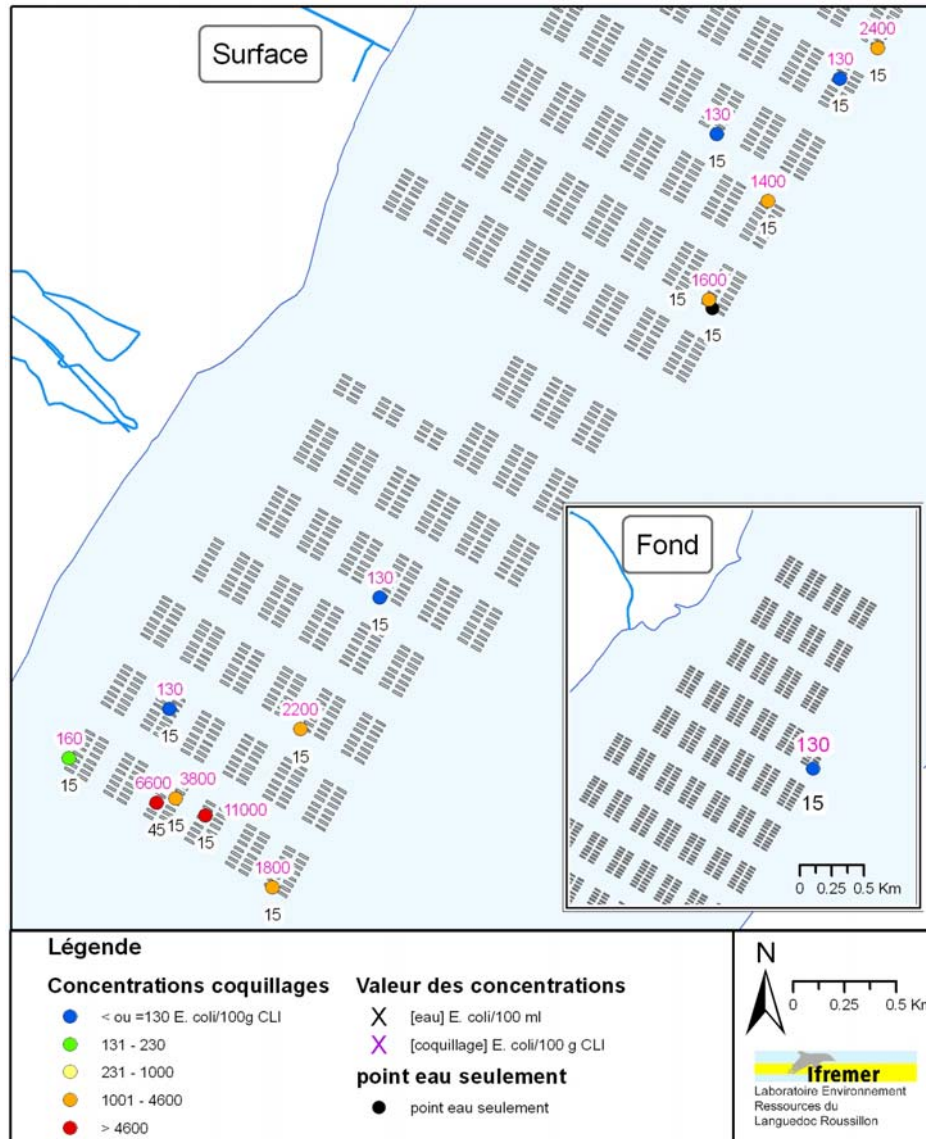 Surface
2400
130
15
15
130
15
1400
15
1600
15
15
Fond
130
15
130
15
130
15
2200
15
160
15
6600
3800
11000
45
15
15
1800
15
0 0.25 0.5 Km
Légende
Concentrations coquillages
< ou =130 E. coli/100g CLI
131 - 230
231 - 1000
1001 - 4600
> 4600
Valeur des concentrations
X [eau] E. coli/100 ml
X [coquillage] E. coli/100 g CLI
point eau seulement
point eau seulement
N
0 0.25 0.5 Km
Ifremer
Laboratoire Environnement
Ressources du
Languedoc Roussillon